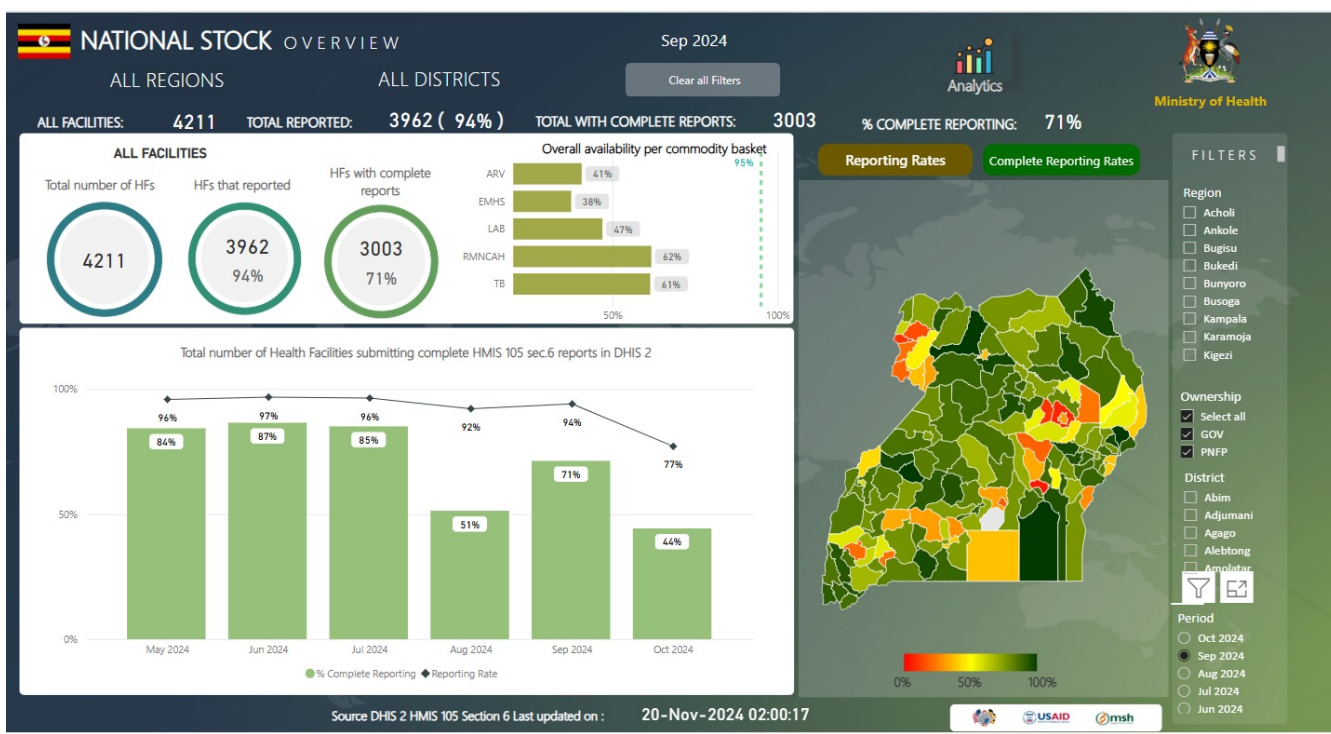 NATIONAL STOCK OVERVIEW
Sep 2024
ALL REGIONS
ALL DISTRICTS
Clear all Filters
Analytics
Ministry of Health
ALL FACILITIES: 4211 TOTAL REPORTED: 3962 ( 94% ) TOTAL WITH COMPLETE REPORTS: 3003 % COMPLETE REPORTING: 71%
ALL FACILITIES
Total number of HFs
4211
HFs that reported
3962
94%
HFs with complete
reports
3003
71%
Overall availability per commodity basket
95%
ARV 41%
EMHS 38%
LAB 47%
RMNCAH 62%
TB 61%
50% 100%
Reporting Rates
Complete Reporting Rates
Total number of Health Facilities submitting complete HMIS 105 sec.6 reports in DHIS 2
100%
50%
0%
96% 97% 96% 92% 94% 77%
84% 87% 85% 51% 71% 44%
May 2024 Jun 2024 Jul 2024 Aug 2024 Sep 2024 Oct 2024
% Complete Reporting Reporting Rate
0% 50% 100%
FILTERS
Region
Acholi
Ankole
Bugisu
Bukedi
Bunyoro
Busoga
Kampala
Karamoja
Kigezi
Ownership
Select all
GOV
PNFP
District
Abim
Adjumani
Agago
Alebtong
Amolatar
Period
Oct 2024
Sep 2024
Aug 2024
Jul 2024
Jun 2024
Source DHIS 2 HMIS 105 Section 6 Last updated on : 20-Nov-2024 02:00:17
USAID
msh